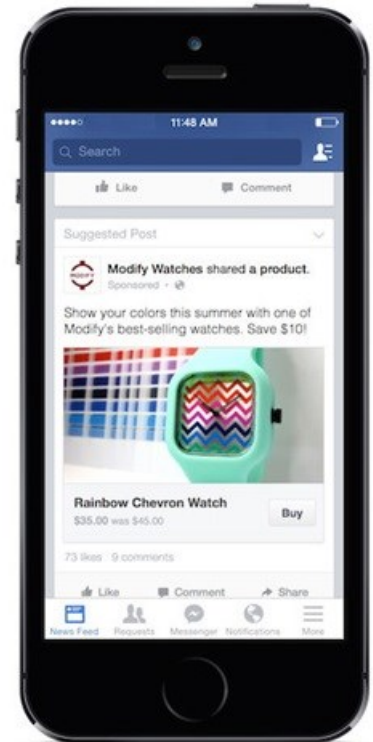 11:48 AM
Search
Like Comment
Suggested Post
MODIFY
Modify Watches shared a product.
Sponsored ·
Show your colors this summer with one of
Modify's best-selling watches. Save $10!
Rainbow Chevron Watch
$35.00 was $45.00
Buy
73 likes 9 comments
Like Comment Share
News Feed Requests Messenger Notifications More